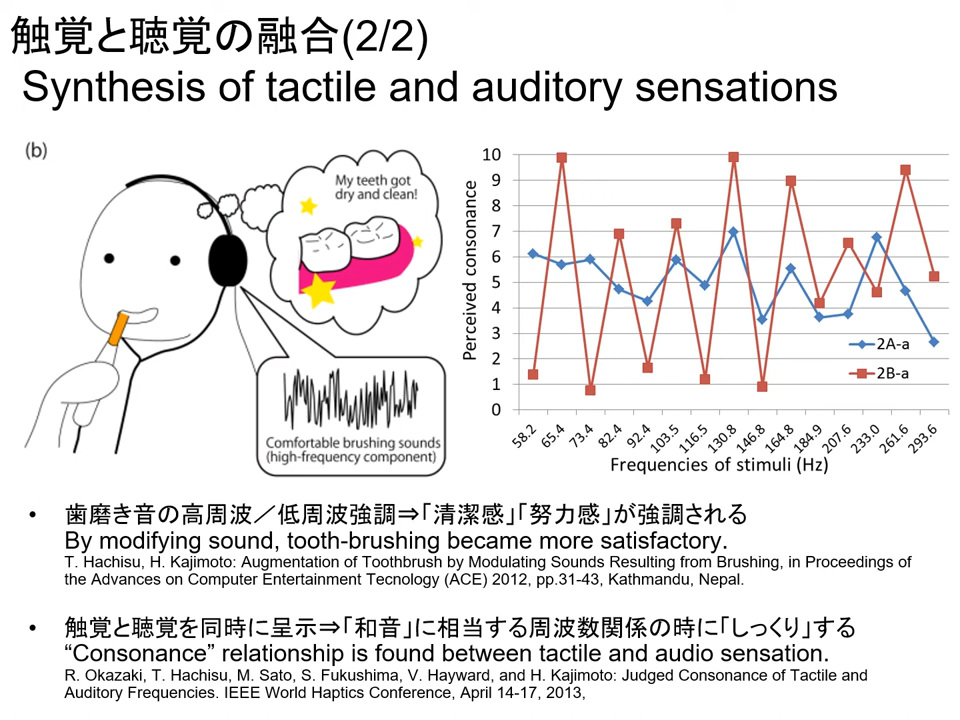 触覚と聴覚の融合(2/2)
Synthesis of tactile and auditory sensations
(b)
My teeth got
dry and clean!
Comfortable brushing sounds
(high-frequency component)
Perceived consonance
10
9
8
7
6
5
4
3
2
1
0
2A-a
2B-a
58.2 65.4 73.4 82.4 92.4 103.5 116.5 130.8 146.8 164.8 184.9 207.6 233.0 261.6 293.6
Frequencies of stimuli (Hz)
• 歯磨き音の高周波／低周波強調⇒「清潔感」「努力感」が強調される
By modifying sound, tooth-brushing became more satisfactory.
T. Hachisu, H. Kajimoto: Augmentation of Toothbrush by Modulating Sounds Resulting from Brushing, in Proceedings of
the Advances on Computer Entertainment Tecnology (ACE) 2012, pp.31-43, Kathmandu, Nepal.
• 触覚と聴覚を同時に呈示⇒「和音」に相当する周波数関係の時に「しっくり」する
“Consonance” relationship is found between tactile and audio sensation.
R. Okazaki, T. Hachisu, M. Sato, S. Fukushima, V. Hayward, and H. Kajimoto: Judged Consonance of Tactile and
Auditory Frequencies. IEEE World Haptics Conference, April 14-17, 2013,